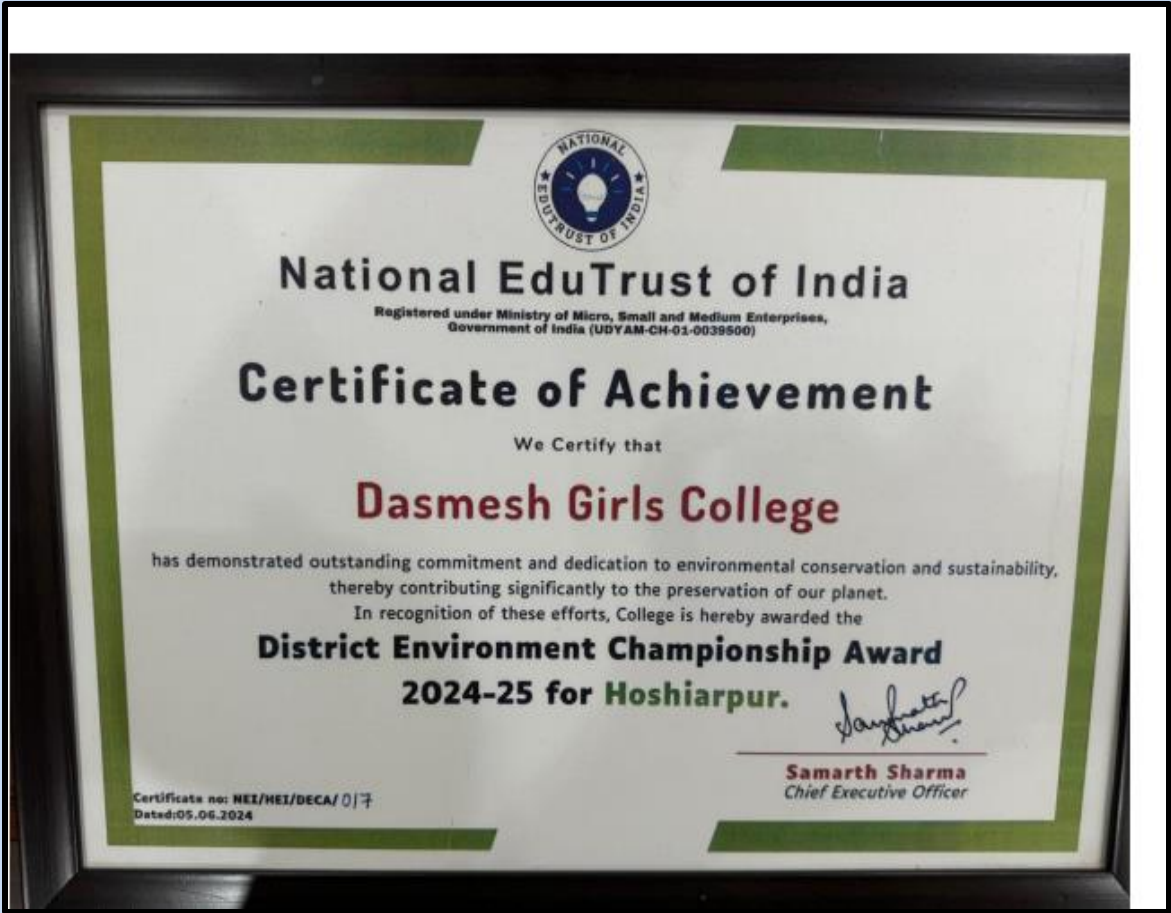 NATIONAL
EDUTRUST OF INDIA
National EduTrust of India
Registered under Ministry of Micro, Small and Medium Enterprises,
Government of India (UDYAM-CH-01-0039500)
Certificate of Achievement
We Certify that
Dasmesh Girls College
has demonstrated outstanding commitment and dedication to environmental conservation and sustainability,
thereby contributing significantly to the preservation of our planet.
In recognition of these efforts, College is hereby awarded the
District Environment Championship Award
2024-25 for Hoshiarpur.
Samarth Sharma
Chief Executive Officer
Certificate no: NEI/HEI/DECA/017
Dated:05.06.2024